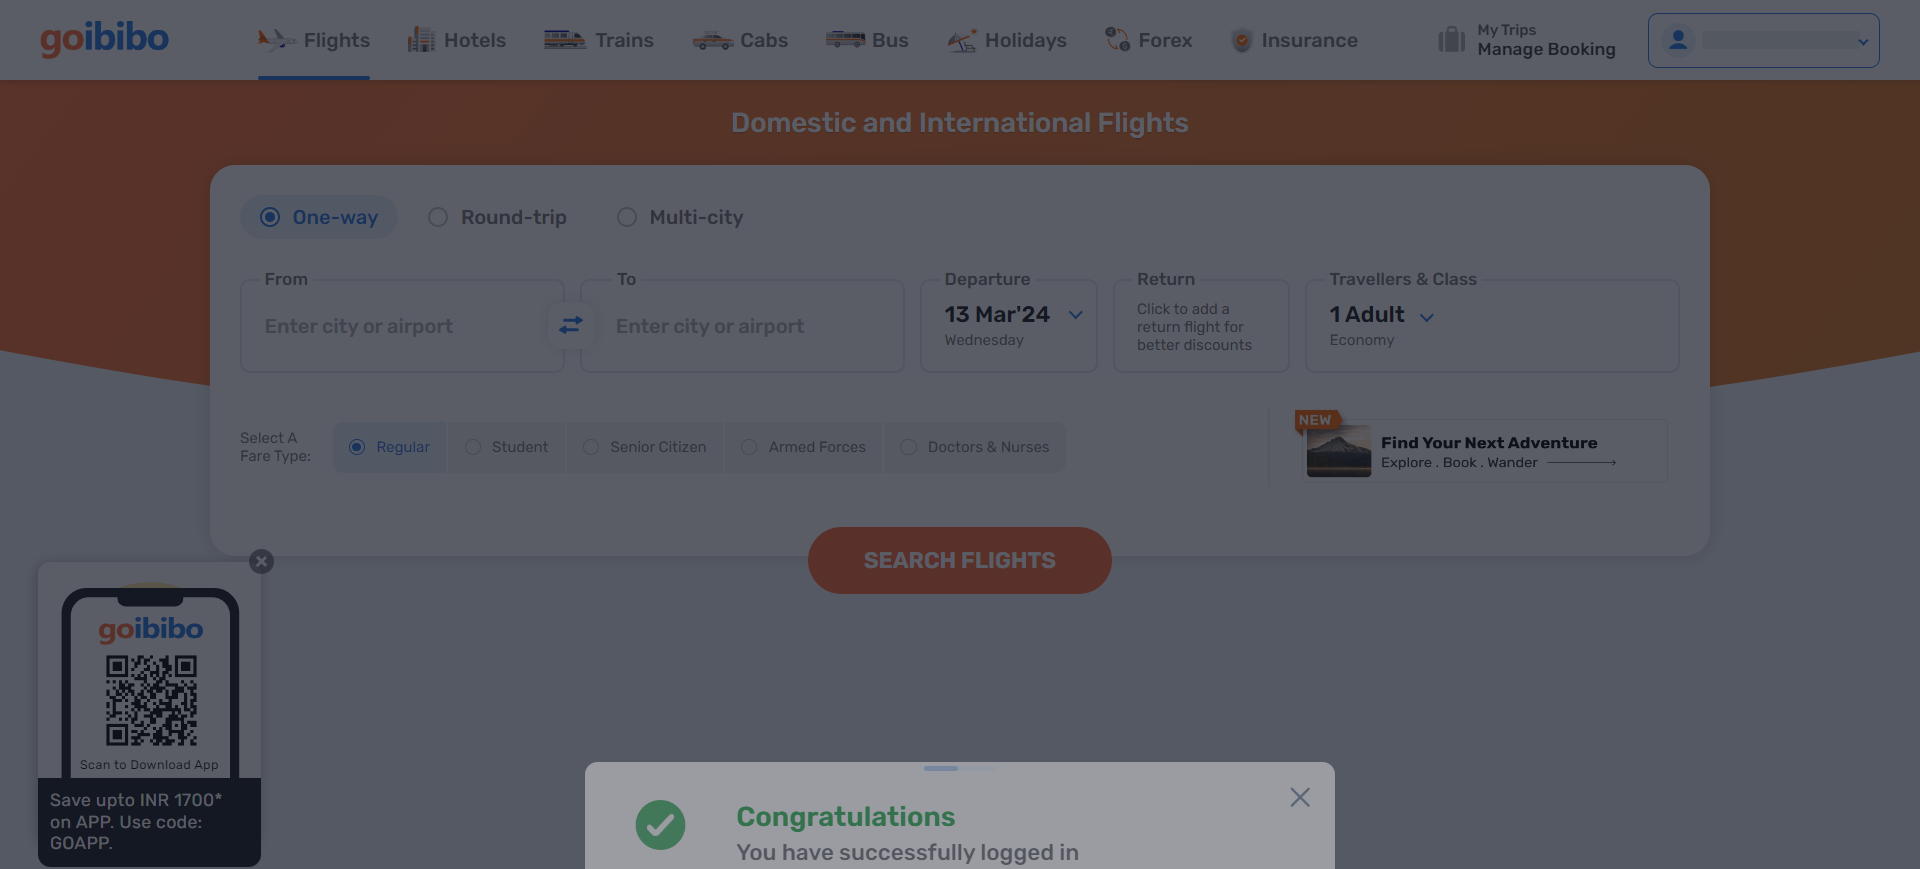 goibibo
Flights
Hotels
Trains
Cabs
Bus
Holidays
Forex
Insurance
My Trips
Manage Booking
Domestic and International Flights
One-way
Round-trip
Multi-city
From
Enter city or airport
To
Enter city or airport
Departure
13 Mar'24
Wednesday
Return
Click to add a
return flight for
better discounts
Travellers & Class
1 Adult
Economy
Select A
Fare Type:
Regular
Student
Senior Citizen
Armed Forces
Doctors & Nurses
NEW
Find Your Next Adventure
Explore . Book . Wander
SEARCH FLIGHTS
goibibo
Scan to Download App
Save upto INR 1700*
on APP. Use code:
GOAPP.
Congratulations
You have successfully logged in